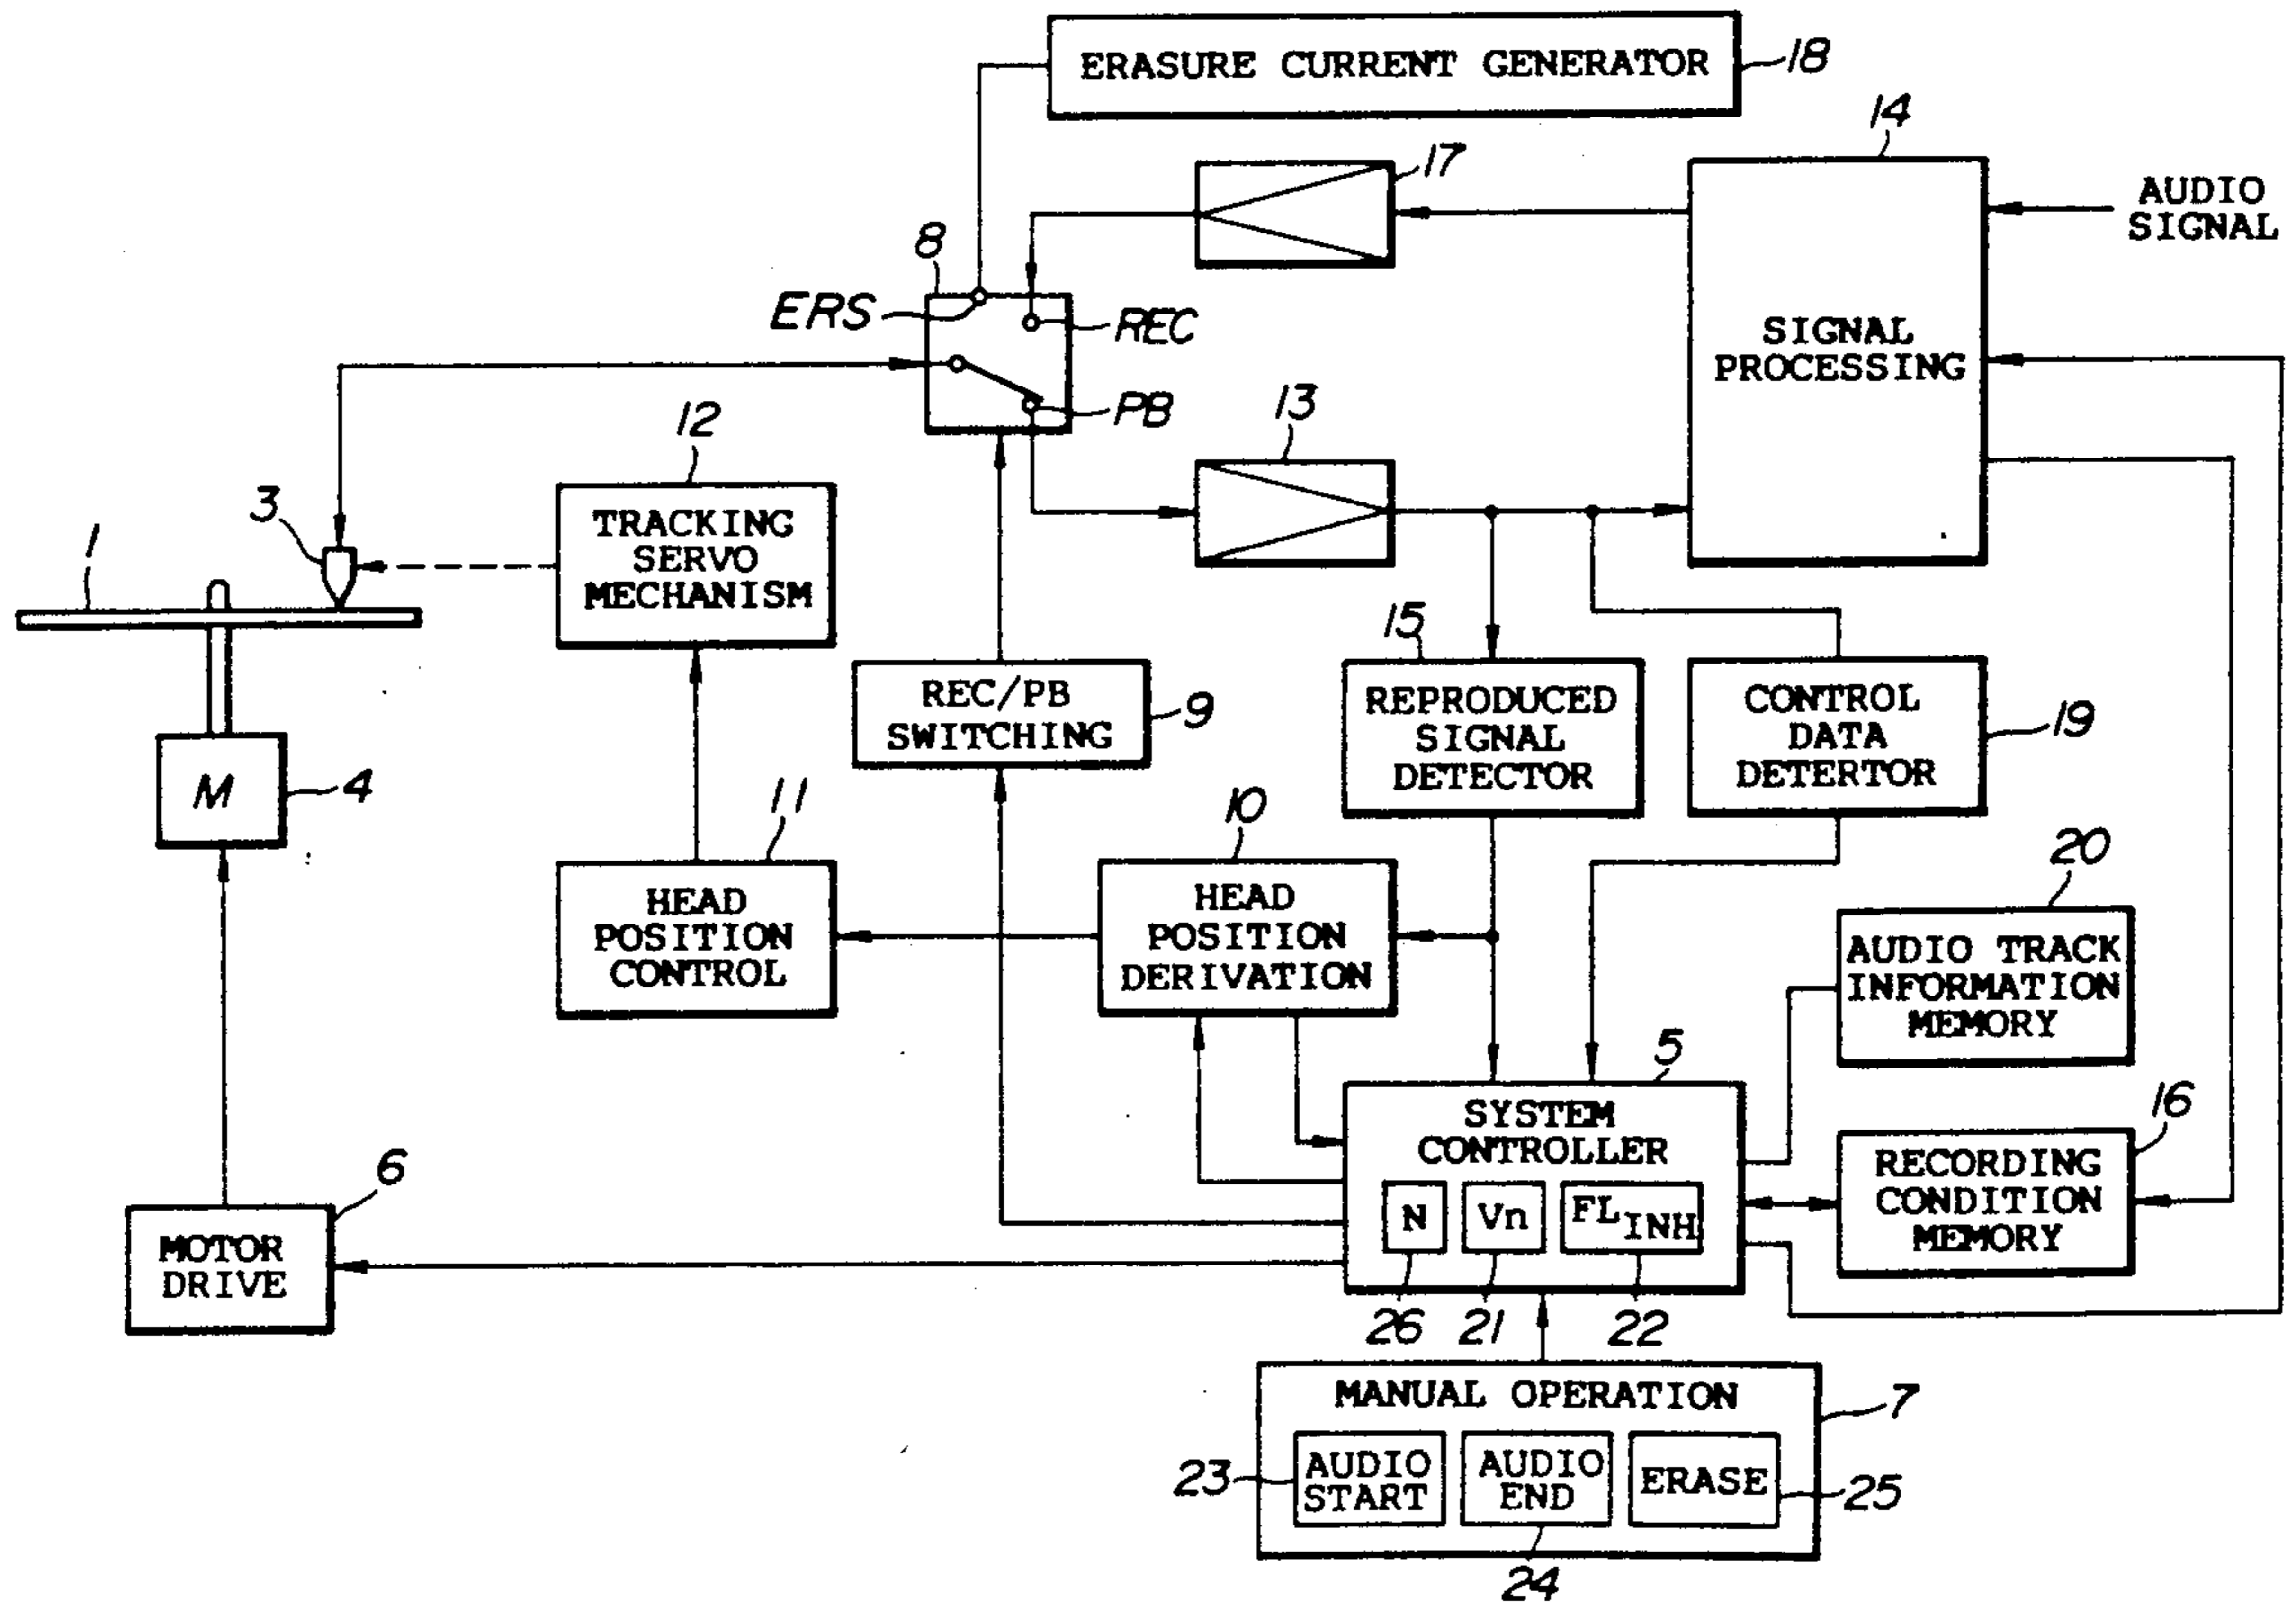 ERASURE CURRENT GENERATOR
18
14
17
AUDIO
SIGNAL
8
ERS
REC
SIGNAL
PROCESSING
PB
13
12
3
TRACKING
SERVO
MECHANISM
1
15
REC/PB
SWITCHING
9
REPRODUCED
SIGNAL
DETECTOR
CONTROL
DATA
DETERTOR
19
M
4
11
10
20
HEAD
POSITION
CONTROL
HEAD
POSITION
DERIVATION
AUDIO TRACK
INFORMATION
MEMORY
5
SYSTEM
CONTROLLER
16
6
RECORDING
CONDITION
MEMORY
N
Vn
FLINH
MOTOR
DRIVE
26
21
22
MANUAL OPERATION
7
23
AUDIO
START
AUDIO
END
ERASE
25
24